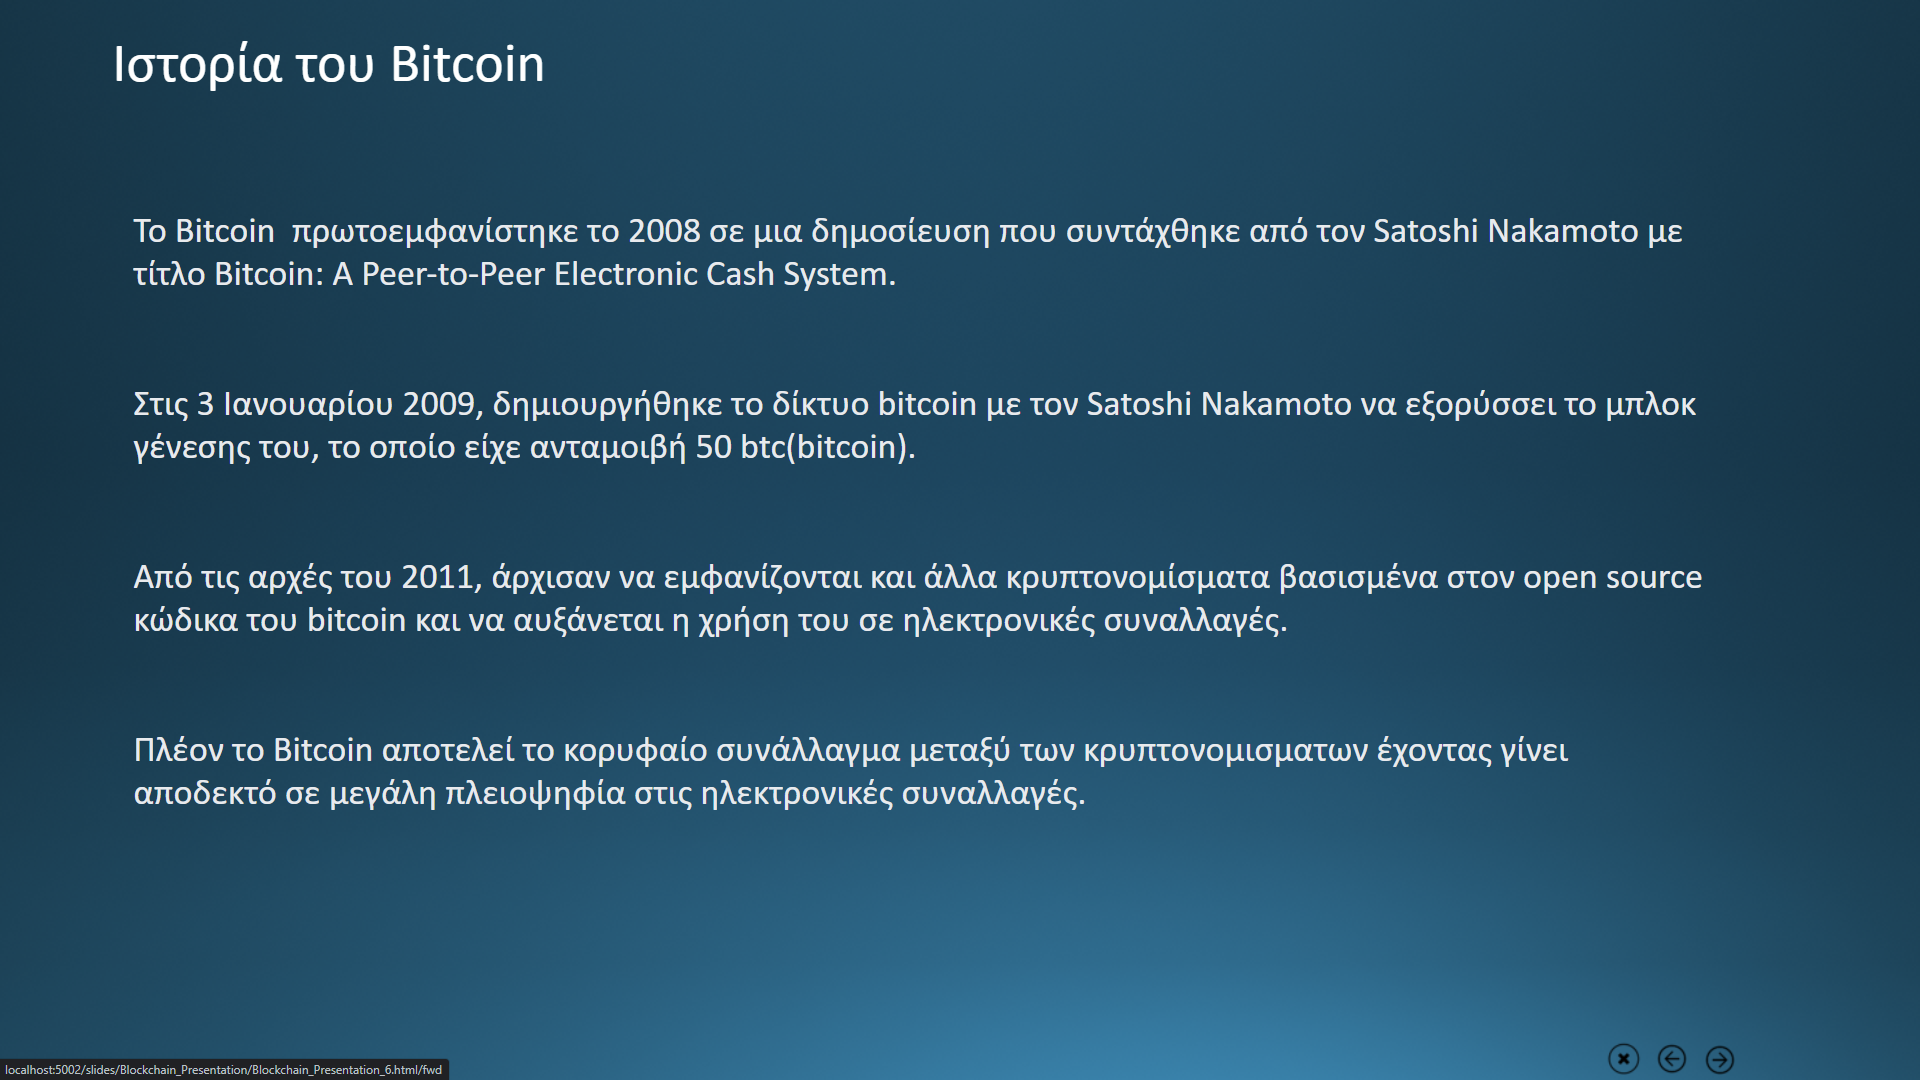 Ιστορία του Bitcoin
Το Bitcoin  πρωτοεμφανίστηκε το 2008 σε μια δημοσίευση που συντάχθηκε από τον Satoshi Nakamoto με
τίτλο Bitcoin: A Peer-to-Peer Electronic Cash System.
Στις 3 Ιανουαρίου 2009, δημιουργήθηκε το δίκτυο bitcoin με τον Satoshi Nakamoto να εξορύσσει το μπλοκ
γένεσης του, το οποίο είχε ανταμοιβή 50 btc(bitcoin).
Από τις αρχές του 2011, άρχισαν να εμφανίζονται και άλλα κρυπτονομίσματα βασισμένα στον open source
κώδικα του bitcoin και να αυξάνεται η χρήση του σε ηλεκτρονικές συναλλαγές.
Πλέον το Bitcoin αποτελεί το κορυφαίο συνάλλαγμα μεταξύ των κρυπτονομισματων έχοντας γίνει
αποδεκτό σε μεγάλη πλειοψηφία στις ηλεκτρονικές συναλλαγές.
localhost:5002/slides/Blockchain_Presentation/Blockchain_Presentation_6.html/fwd